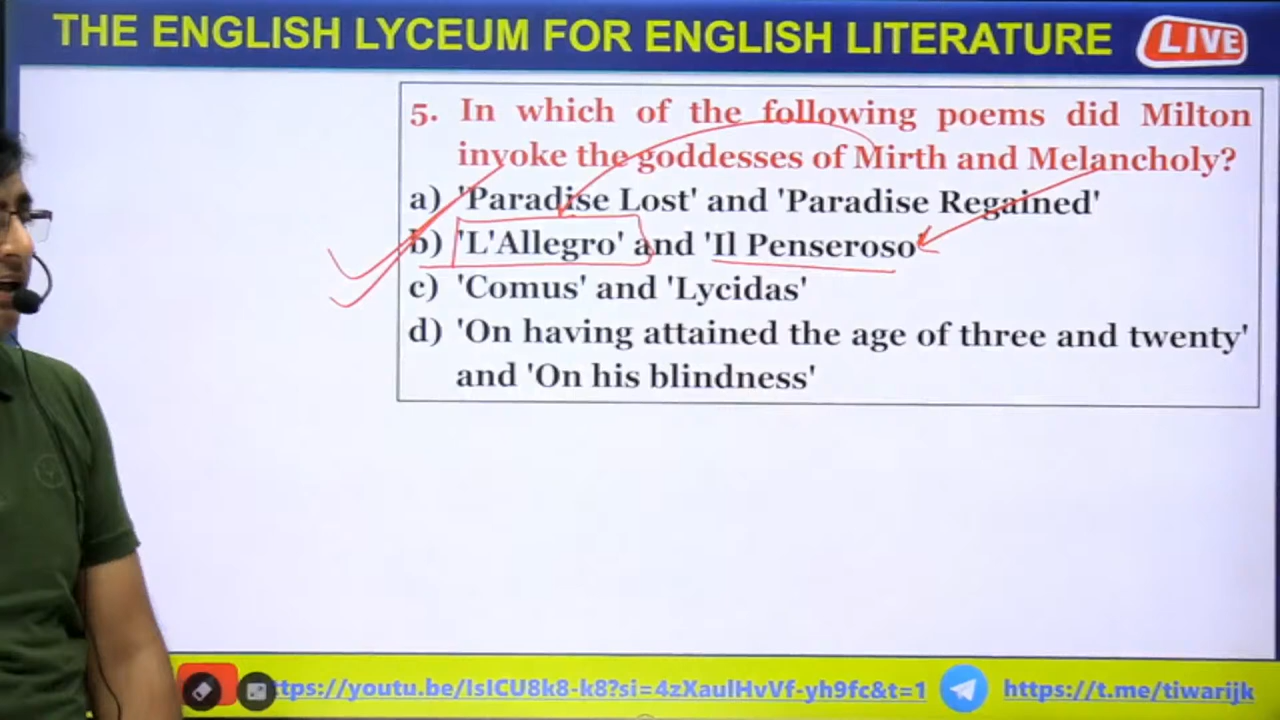 THE ENGLISH LYCEUM FOR ENGLISH LITERATURE LIVE
5. In which of the following poems did Milton
invoke the goddesses of Mirth and Melancholy?
a) 'Paradise Lost' and 'Paradise Regained'
b) 'L'Allegro' and 'Il Penseroso'
c) 'Comus' and 'Lycidas'
d) 'On having attained the age of three and twenty'
and 'On his blindness'
ttps://youtu.be/IsICU8k8-k8?si=4zXaulHvVf-yh9fc&t=1 https://t.me/tiwarijk